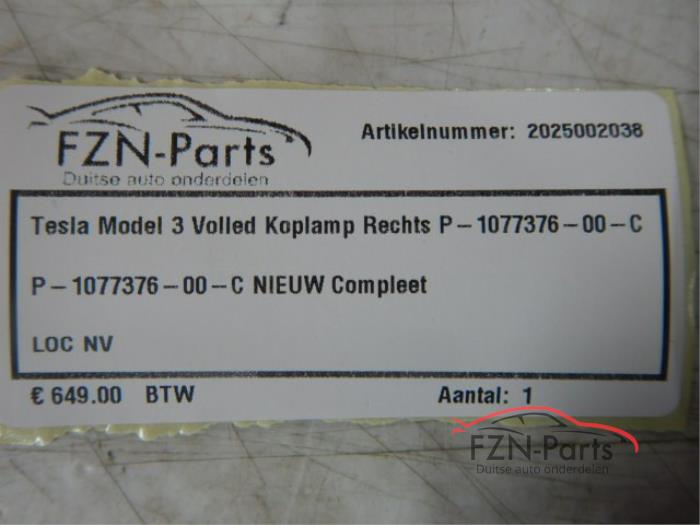 FZN-Parts
Duitse auto onderdelen
Artikelnummer: 2025002038
Tesla Model 3 Volled Koplamp Rechts P-1077376-00-C
P-1077376-00-C NIEUW Compleet
LOC NV
€ 649.00 BTW
Aantal: 1
FZN-Parts
Duitse auto onderdelen